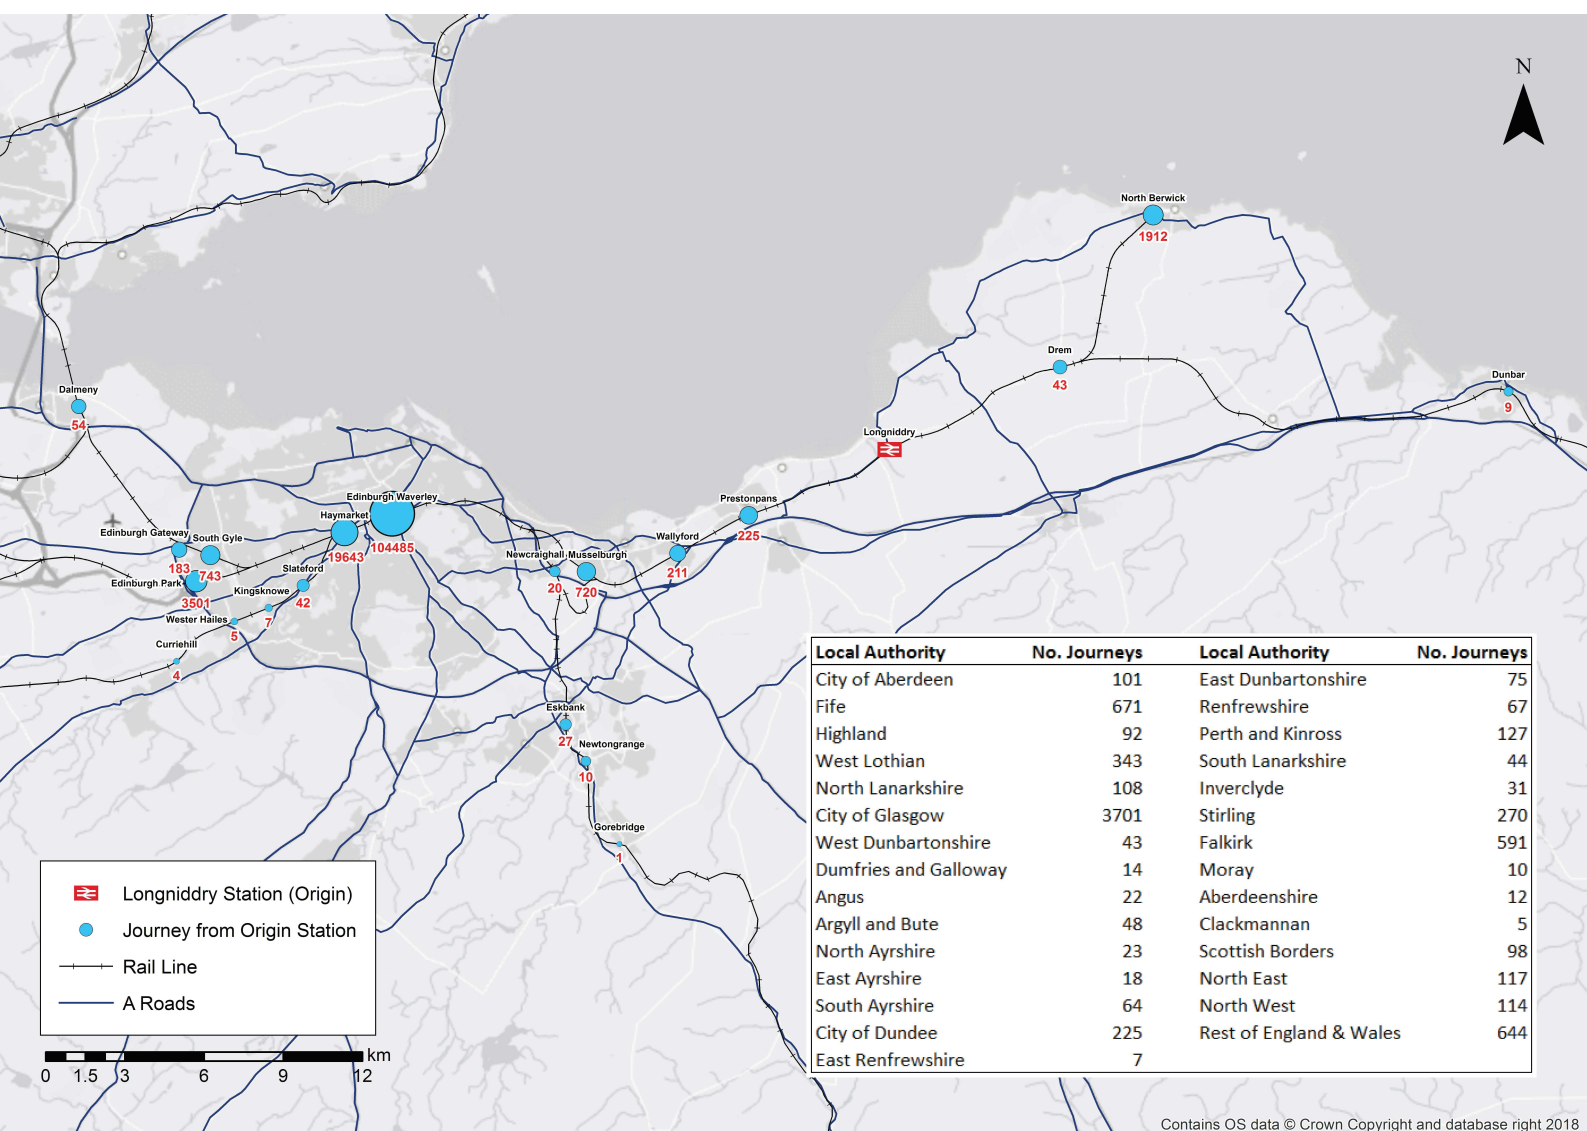 N
North Berwick
1912
Drem
43
Dunbar
9
Dalmeny
54
Longniddry
Edinburgh Waverley
104485
Haymarket
19643
Prestonpans
225
Edinburgh Gateway
183
South Gyle
743
Wallyford
211
Newcraighall
20
Musselburgh
720
Edinburgh Park
3501
Slateford
42
Kingsknowe
7
Wester Hailes
5
Curriehill
4
Eskbank
27
Newtongrange
10
Gorebridge
1
Local Authority No. Journeys Local Authority No. Journeys
City of Aberdeen 101 East Dunbartonshire 75
Fife 671 Renfrewshire 67
Highland 92 Perth and Kinross 127
West Lothian 343 South Lanarkshire 44
North Lanarkshire 108 Inverclyde 31
City of Glasgow 3701 Stirling 270
West Dunbartonshire 43 Falkirk 591
Dumfries and Galloway 14 Moray 10
Angus 22 Aberdeenshire 12
Argyll and Bute 48 Clackmannan 5
North Ayrshire 23 Scottish Borders 98
East Ayrshire 18 North East 117
South Ayrshire 64 North West 114
City of Dundee 225 Rest of England & Wales 644
East Renfrewshire 7
Longniddry Station (Origin)
Journey from Origin Station
Rail Line
A Roads
km
0 1.5 3 6 9 12
Contains OS data © Crown Copyright and database right 2018